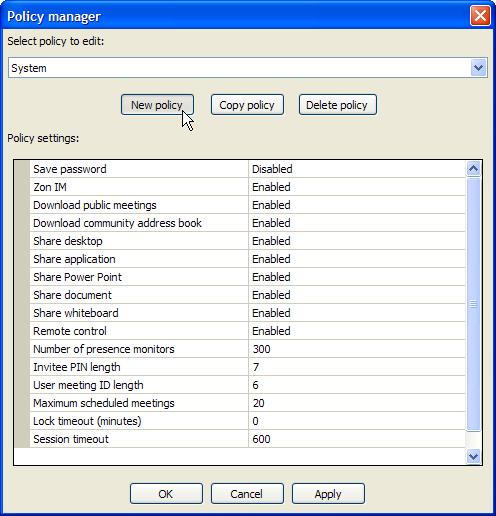 Policy manager
Select policy to edit:
System
New policy Copy policy Delete policy
Policy settings:
Save password Disabled
Zon IM Enabled
Download public meetings Enabled
Download community address book Enabled
Share desktop Enabled
Share application Enabled
Share Power Point Enabled
Share document Enabled
Share whiteboard Enabled
Remote control Enabled
Number of presence monitors 300
Invitee PIN length 7
User meeting ID length 6
Maximum scheduled meetings 20
Lock timeout (minutes) 0
Session timeout 600
OK Cancel Apply